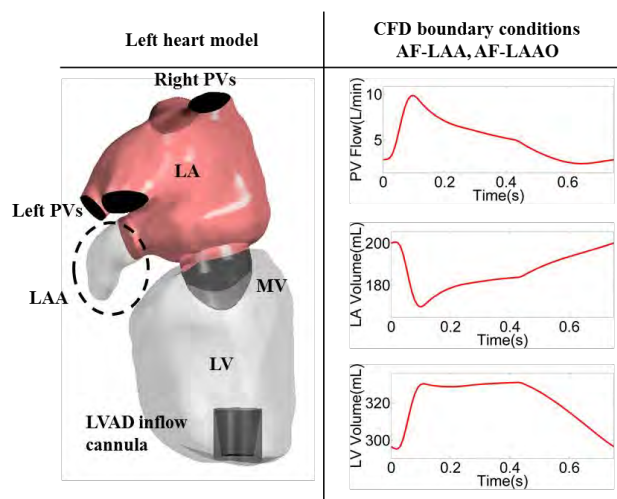 Left heart model
CFD boundary conditions
AF-LAA, AF-LAAO
Right PVs
LA
Left PVs
LAA
MV
LV
LVAD inflow
cannula
PV Flow(L/min)
10
5
0 0.2 0.4 0.6
Time(s)
LA Volume(mL)
200
180
0 0.2 0.4 0.6
Time(s)
LV Volume(mL)
320
300
0 0.2 0.4 0.6
Time(s)